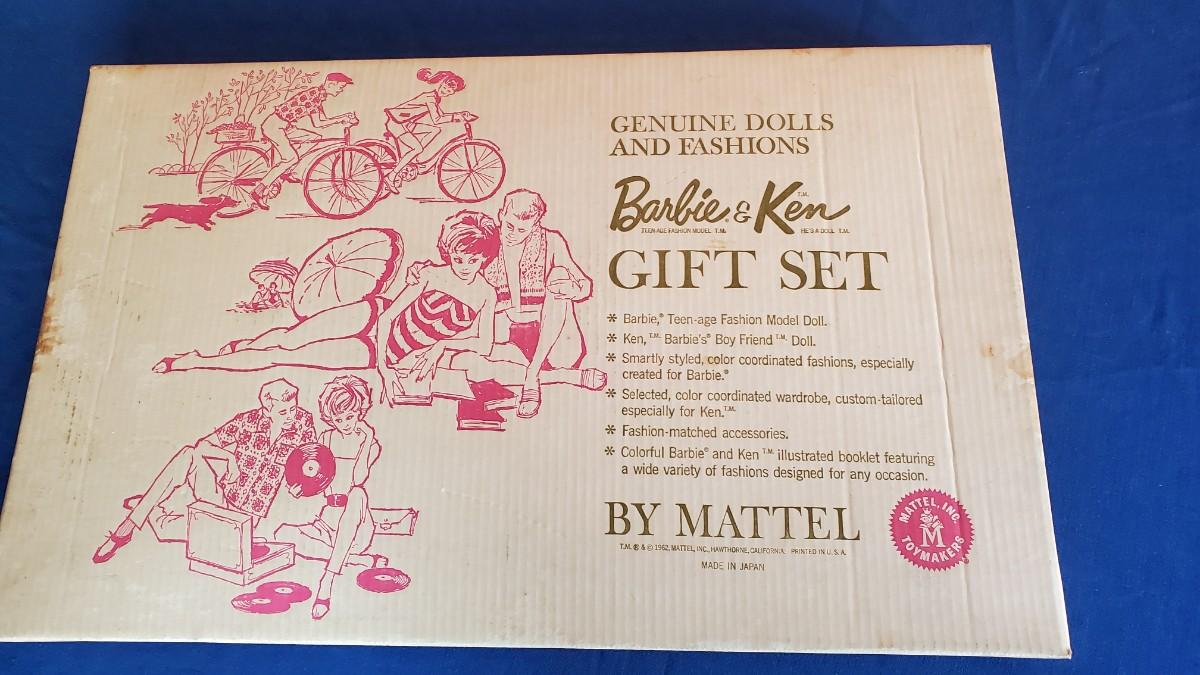 GENUINE DOLLS
AND FASHIONS
Barbie & Ken T.M.
TEEN-AGE FASHION MODEL T.M.
HE'S A DOLL T.M.
GIFT SET
* Barbie,® Teen-age Fashion Model Doll.
* Ken, T.M. Barbie's® Boy Friend T.M. Doll.
* Smartly styled, color coordinated fashions, especially
created for Barbie.®
* Selected, color coordinated wardrobe, custom-tailored
especially for Ken.T.M.
* Fashion-matched accessories.
* Colorful Barbie® and Ken T.M. illustrated booklet featuring
a wide variety of fashions designed for any occasion.
BY MATTEL
T.M. ® & © 1962, MATTEL, INC., HAWTHORNE, CALIFORNIA. PRINTED IN U.S.A.
MADE IN JAPAN
MATTEL, INC.
M
TOYMAKERS